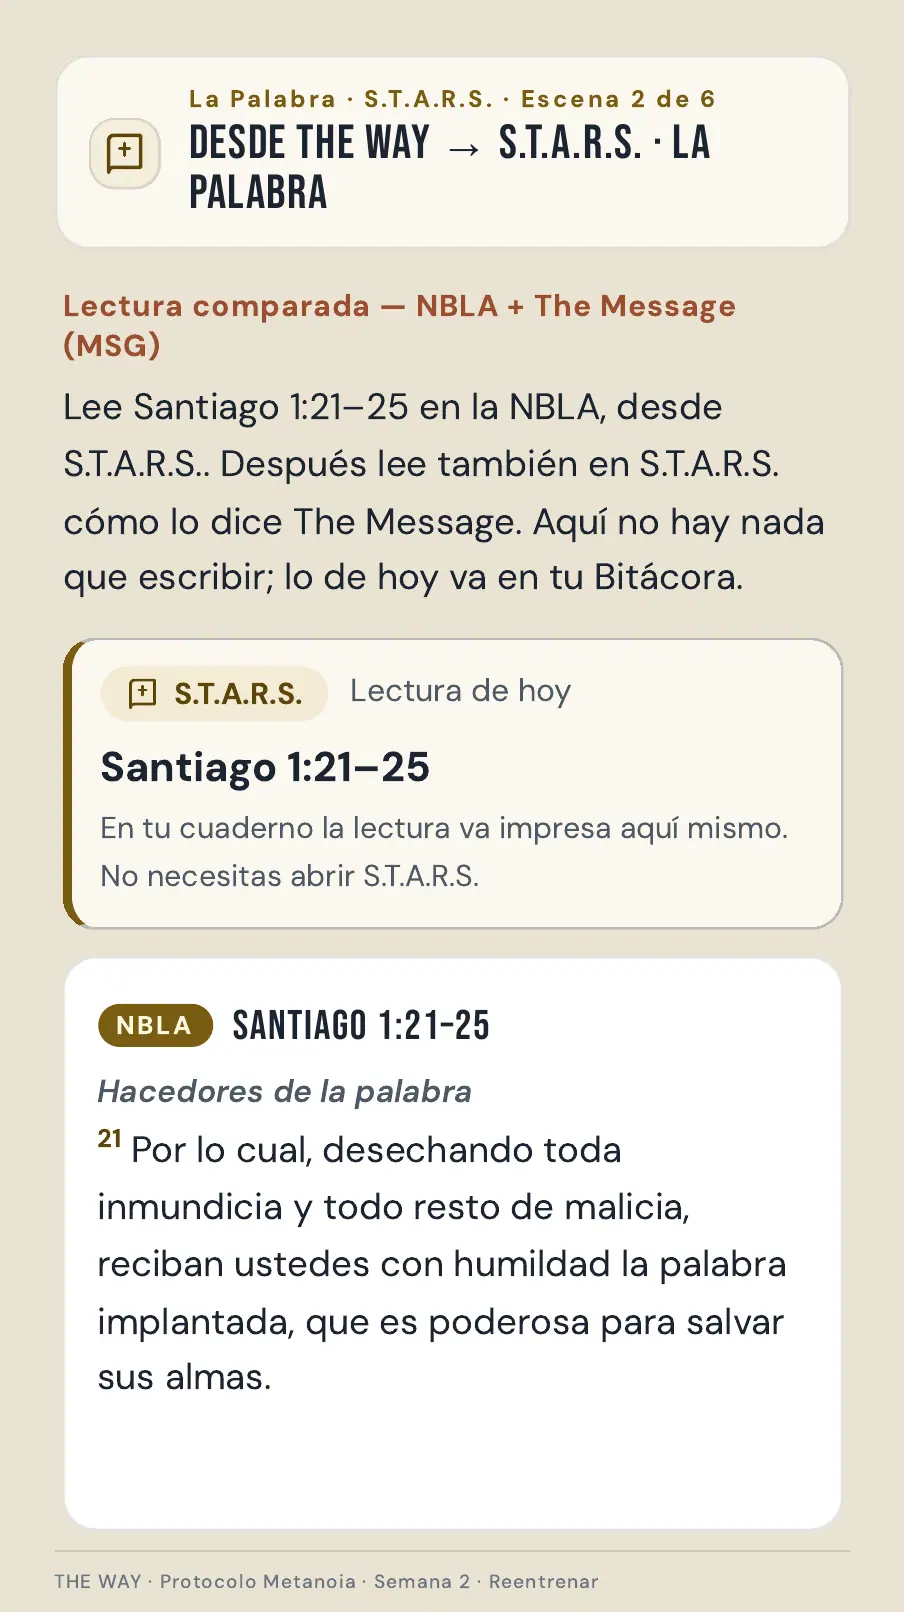 La Palabra · S.T.A.R.S. · Escena 2 de 6
DESDE THE WAY → S.T.A.R.S. · LA
PALABRA
Lectura comparada — NBLA + The Message
(MSG)
Lee Santiago 1:21–25 en la NBLA, desde
S.T.A.R.S.. Después lee también en S.T.A.R.S.
cómo lo dice The Message. Aquí no hay nada
que escribir; lo de hoy va en tu Bitácora.
S.T.A.R.S. Lectura de hoy
Santiago 1:21–25
En tu cuaderno la lectura va impresa aquí mismo.
No necesitas abrir S.T.A.R.S.
NBLA SANTIAGO 1:21–25
Hacedores de la palabra
21 Por lo cual, desechando toda
inmundicia y todo resto de malicia,
reciban ustedes con humildad la palabra
implantada, que es poderosa para salvar
sus almas.
THE WAY · Protocolo Metanoia · Semana 2 · Reentrenar